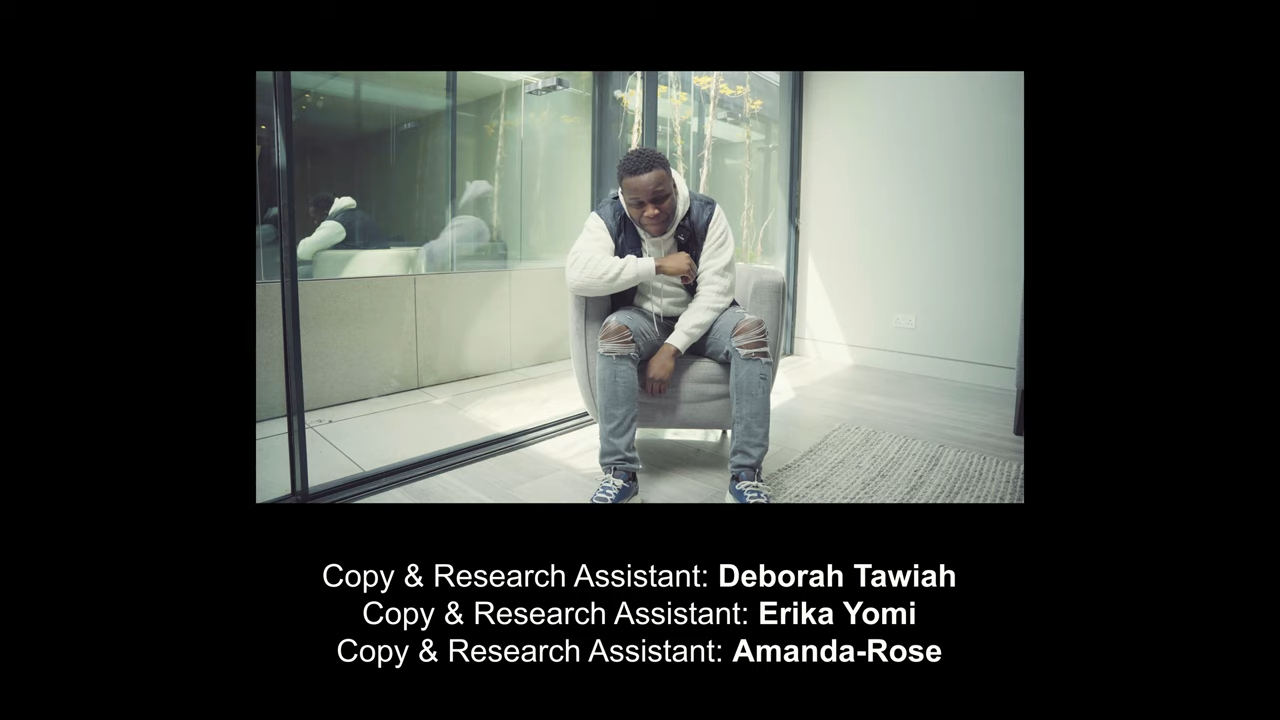 Copy & Research Assistant: Deborah Tawiah
Copy & Research Assistant: Erika Yomi
Copy & Research Assistant: Amanda-Rose